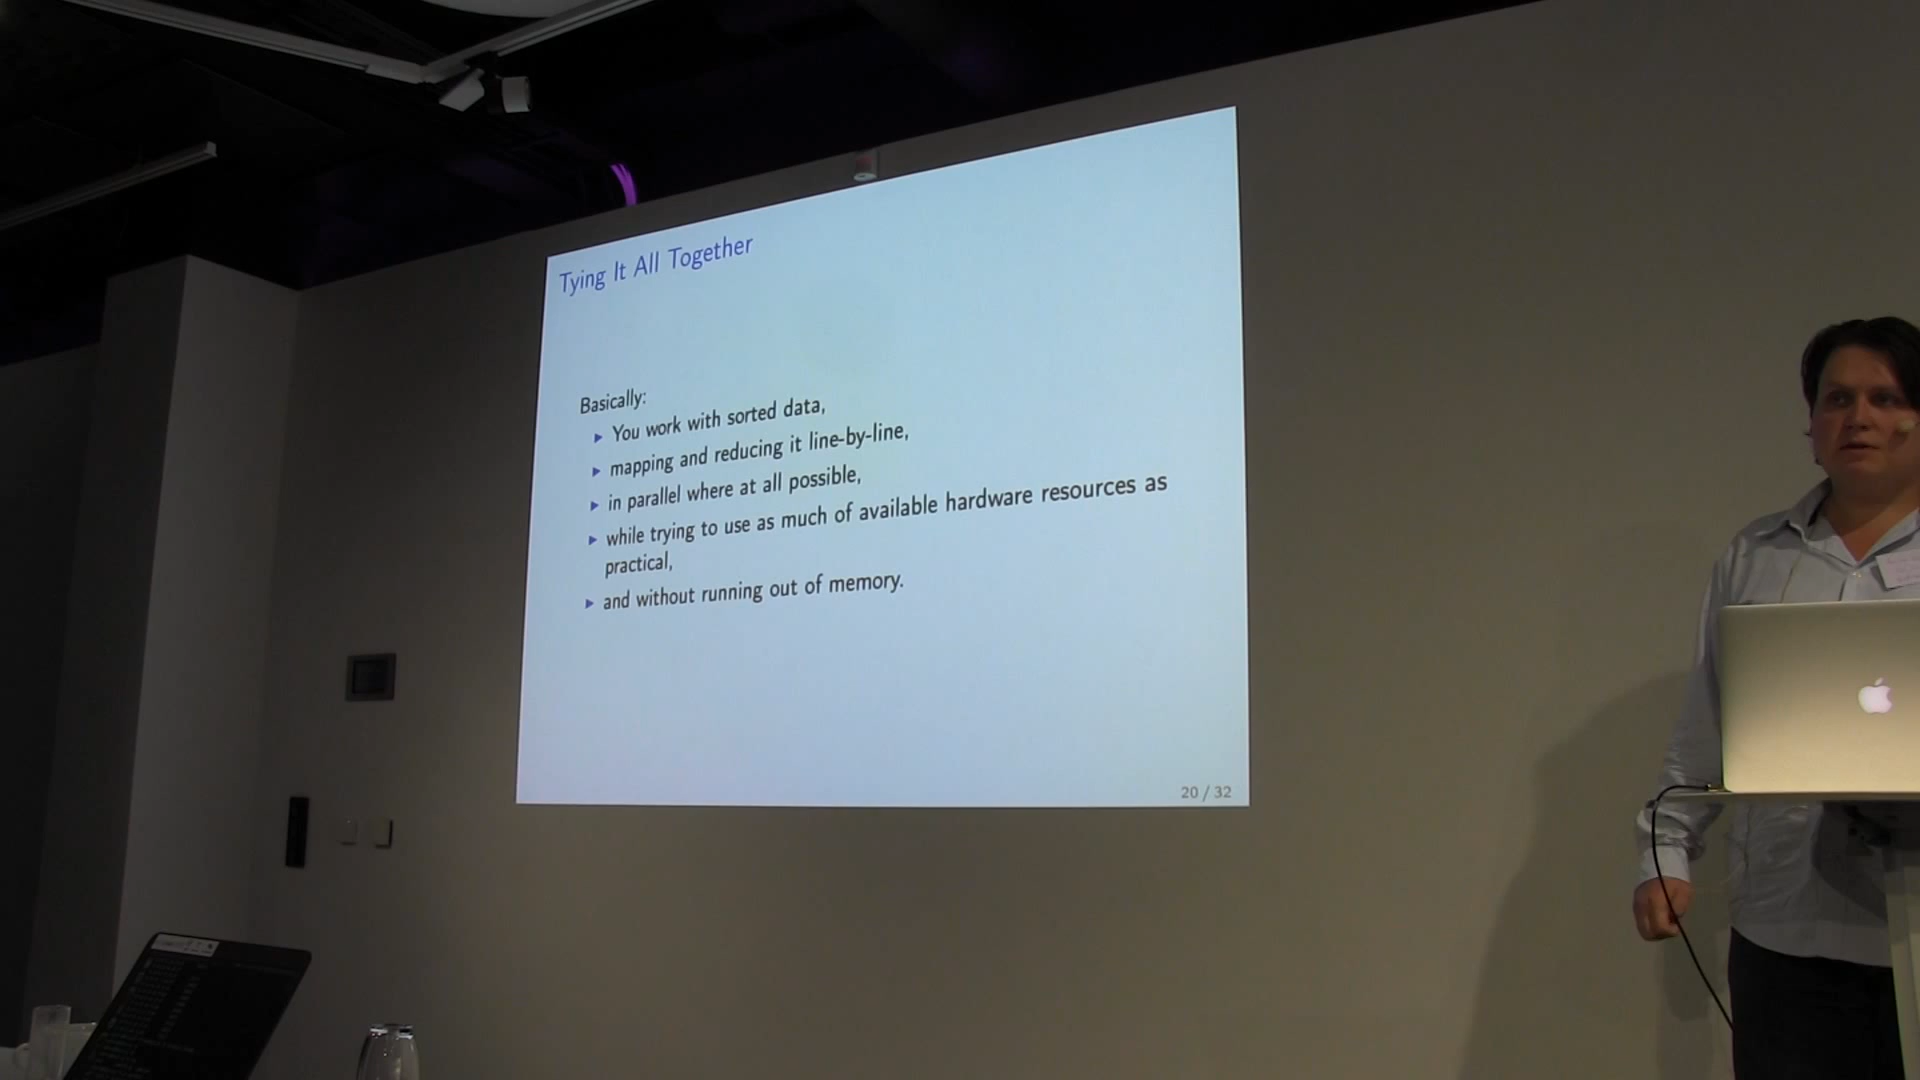 Tying It All Together
Basically:
You work with sorted data,
mapping and reducing it line-by-line,
in parallel where at all possible,
while trying to use as much of available hardware resources as
practical,
and without running out of memory.
20 / 32